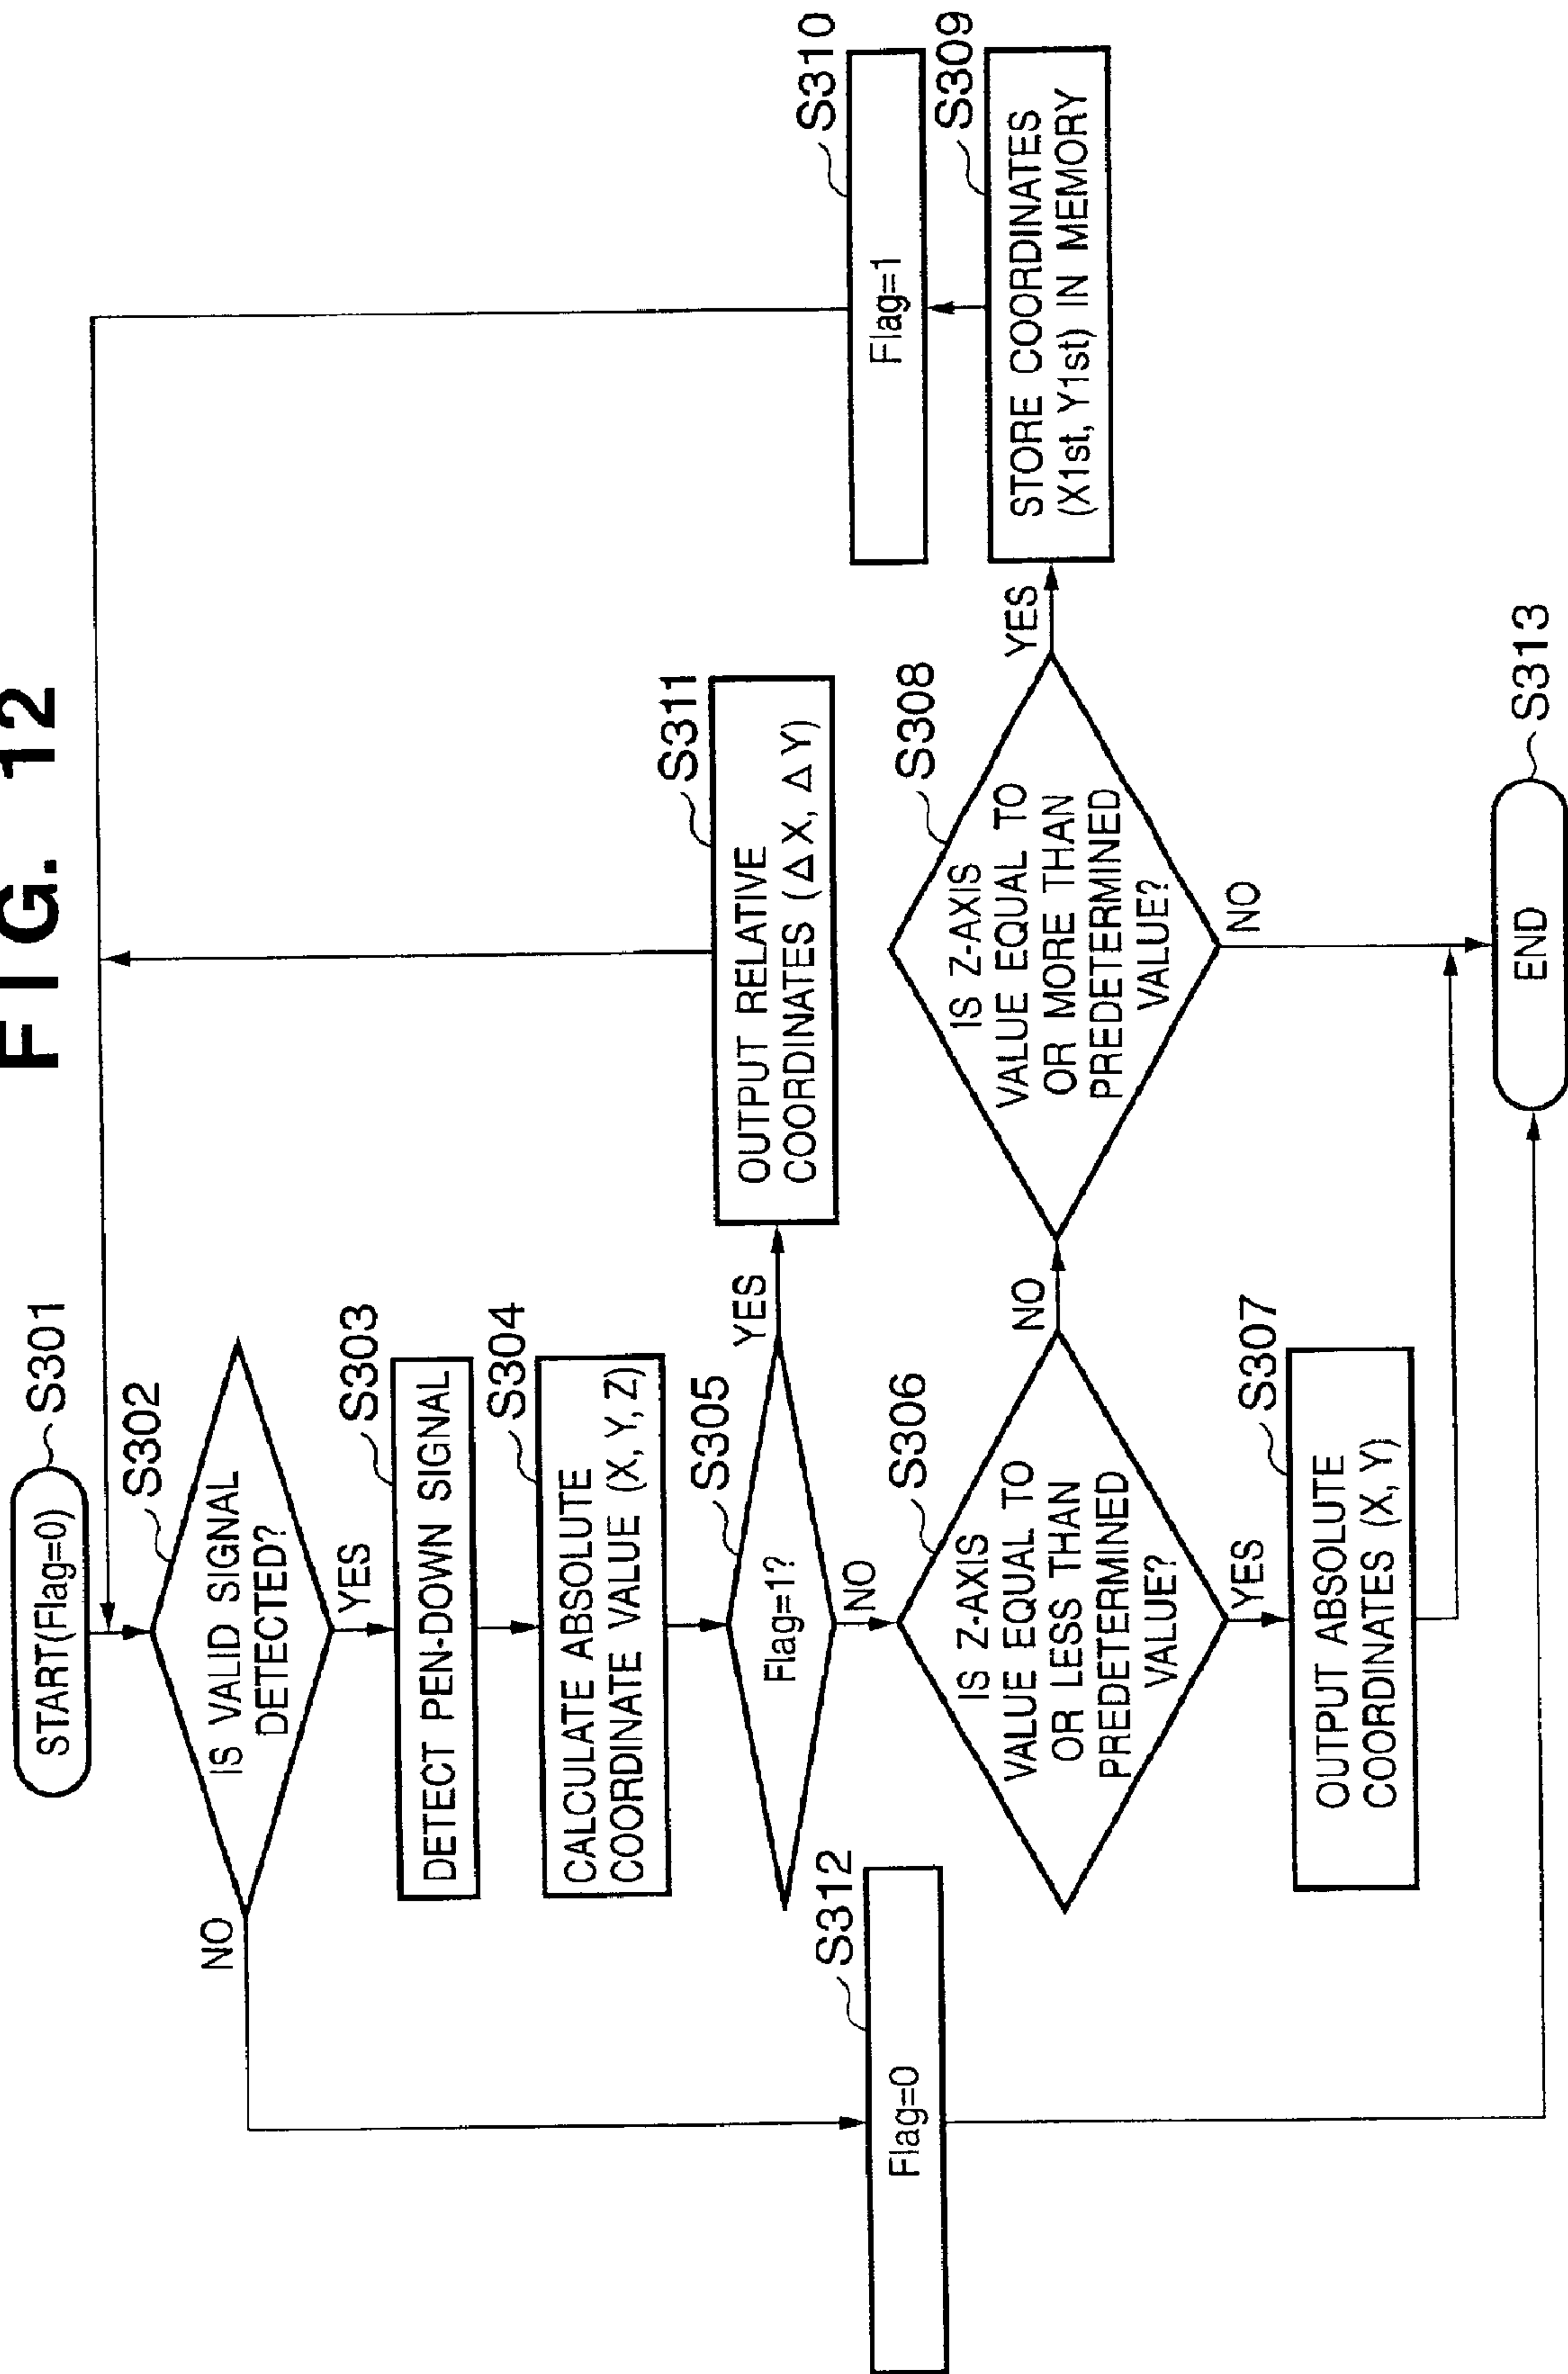 FIG. 12
START(Flag=0)
S301
IS VALID SIGNAL
DETECTED?
S302
NO
YES
DETECT PEN-DOWN SIGNAL
S303
CALCULATE ABSOLUTE
COORDINATE VALUE (X, Y, Z)
S304
Flag=1?
S305
YES
NO
OUTPUT RELATIVE
COORDINATES (ΔX, ΔY)
S311
IS Z-AXIS
VALUE EQUAL TO
OR LESS THAN
PREDETERMINED
VALUE?
S306
NO
YES
OUTPUT ABSOLUTE
COORDINATES (X, Y)
S307
IS Z-AXIS
VALUE EQUAL TO
OR MORE THAN
PREDETERMINED
VALUE?
S308
YES
NO
STORE COORDINATES
(X1st, Y1st) IN MEMORY
S309
Flag=1
S310
Flag=0
S312
END
S313